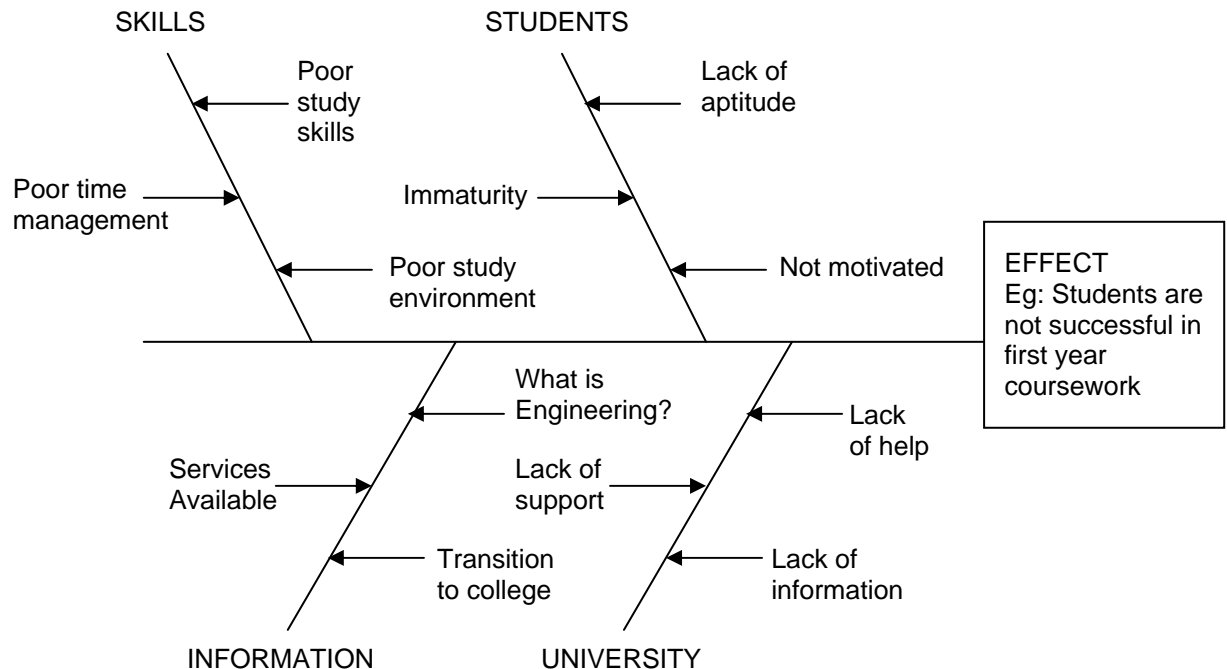 SKILLS
STUDENTS
Poor
study
skills
Lack of
aptitude
Poor time
management
Immaturity
Poor study
environment
Not motivated
EFFECT
Eg: Students are
not successful in
first year
coursework
What is
Engineering?
Lack
of help
Services
Available
Lack of
support
Transition
to college
Lack of
information
INFORMATION
UNIVERSITY